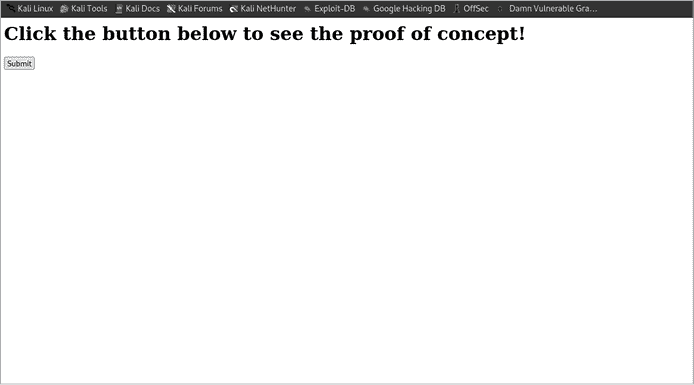 Kali Linux Kali Tools Kali Docs Kali Forums Kali NetHunter Exploit-DB Google Hacking DB OffSec Damn Vulnerable Gra...
Click the button below to see the proof of concept!
Submit